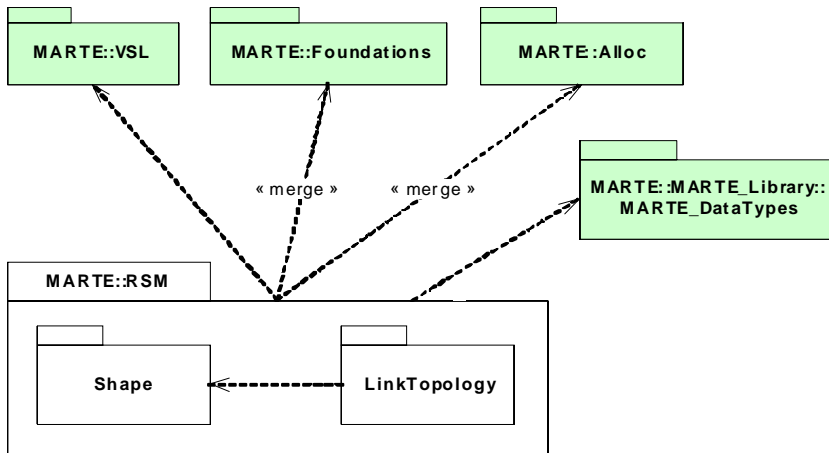 MARTE::VSL
MARTE::Foundations
MARTE::Alloc
« merge »
« merge »
MARTE::MARTE_Library::
MARTE_DataTypes
MARTE::RSM
Shape
LinkTopology